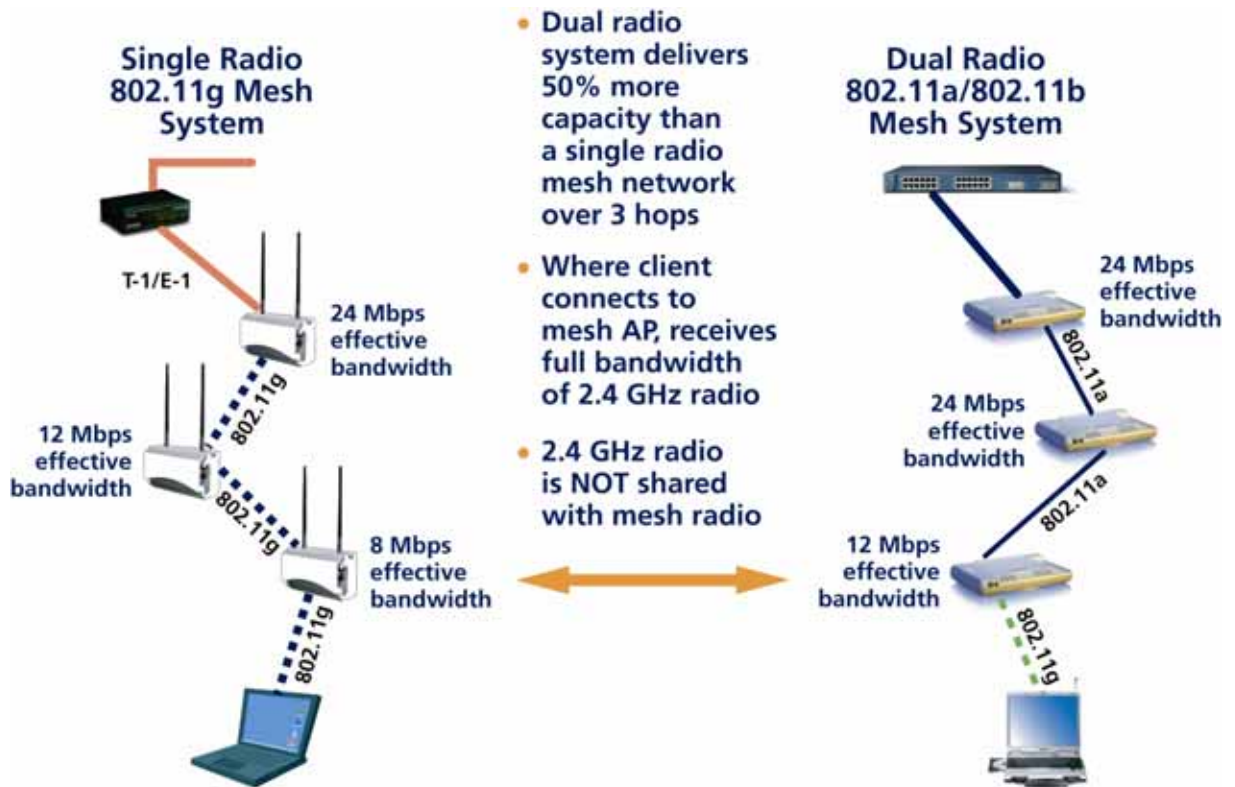 Single Radio
802.11g Mesh
System
T-1/E-1
24 Mbps
effective
bandwidth
802.11g
12 Mbps
effective
bandwidth
802.11g
8 Mbps
effective
bandwidth
802.11g
• Dual radio
system delivers
50% more
capacity than
a single radio
mesh network
over 3 hops
• Where client
connects to
mesh AP, receives
full bandwidth
of 2.4 GHz radio
• 2.4 GHz radio
is NOT shared
with mesh radio
Dual Radio
802.11a/802.11b
Mesh System
24 Mbps
effective
bandwidth
802.11a
24 Mbps
effective
bandwidth
802.11a
12 Mbps
effective
bandwidth
802.11g